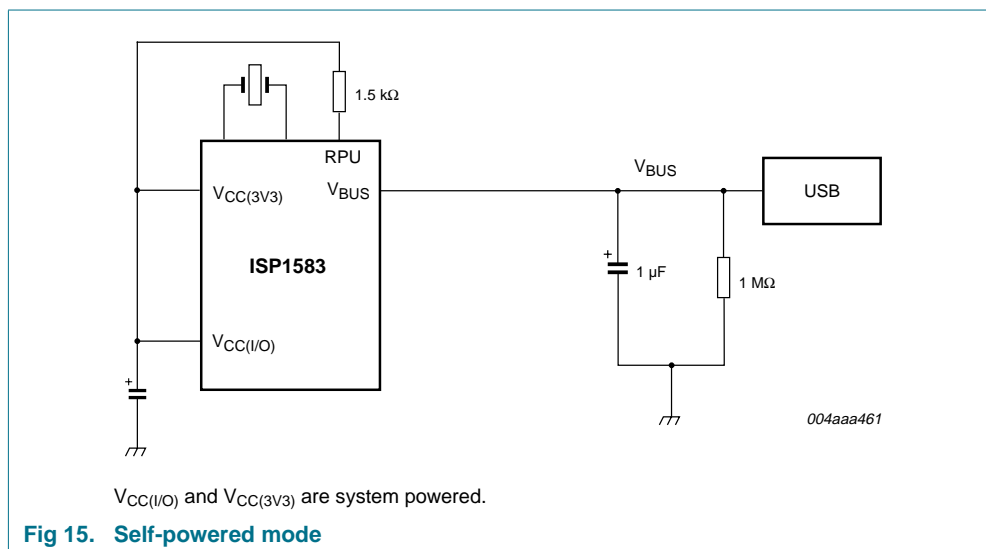 1.5 kΩ
RPU
VCC(3V3)
VBUS
VBUS
USB
ISP1583
+
1 µF
1 MΩ
VCC(I/O)
+
004aaa461
VCC(I/O) and VCC(3V3) are system powered.
Fig 15. Self-powered mode